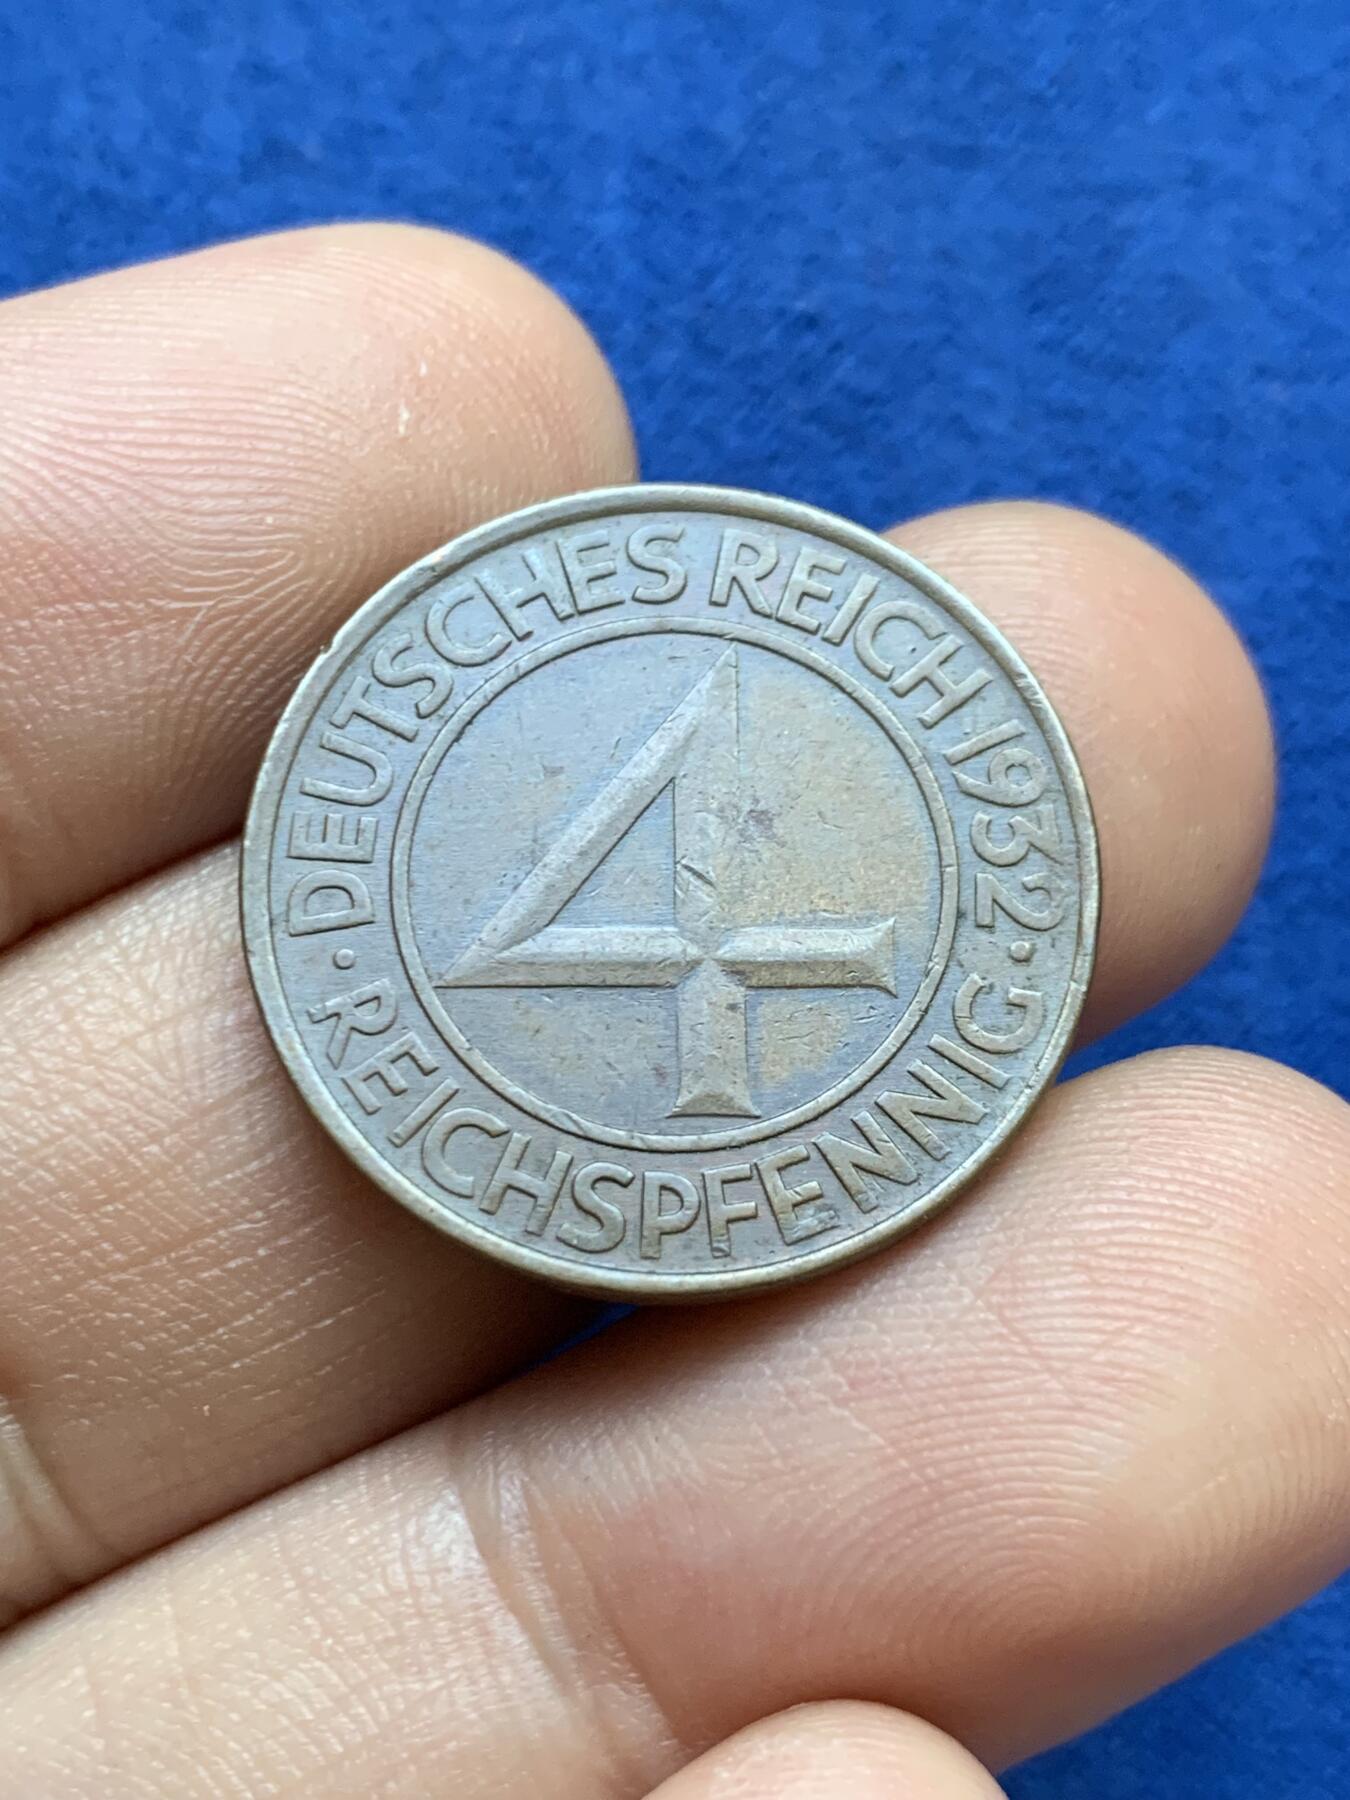 DEUTSCHES REICH 1932
· REICHSPFENNIG ·
4